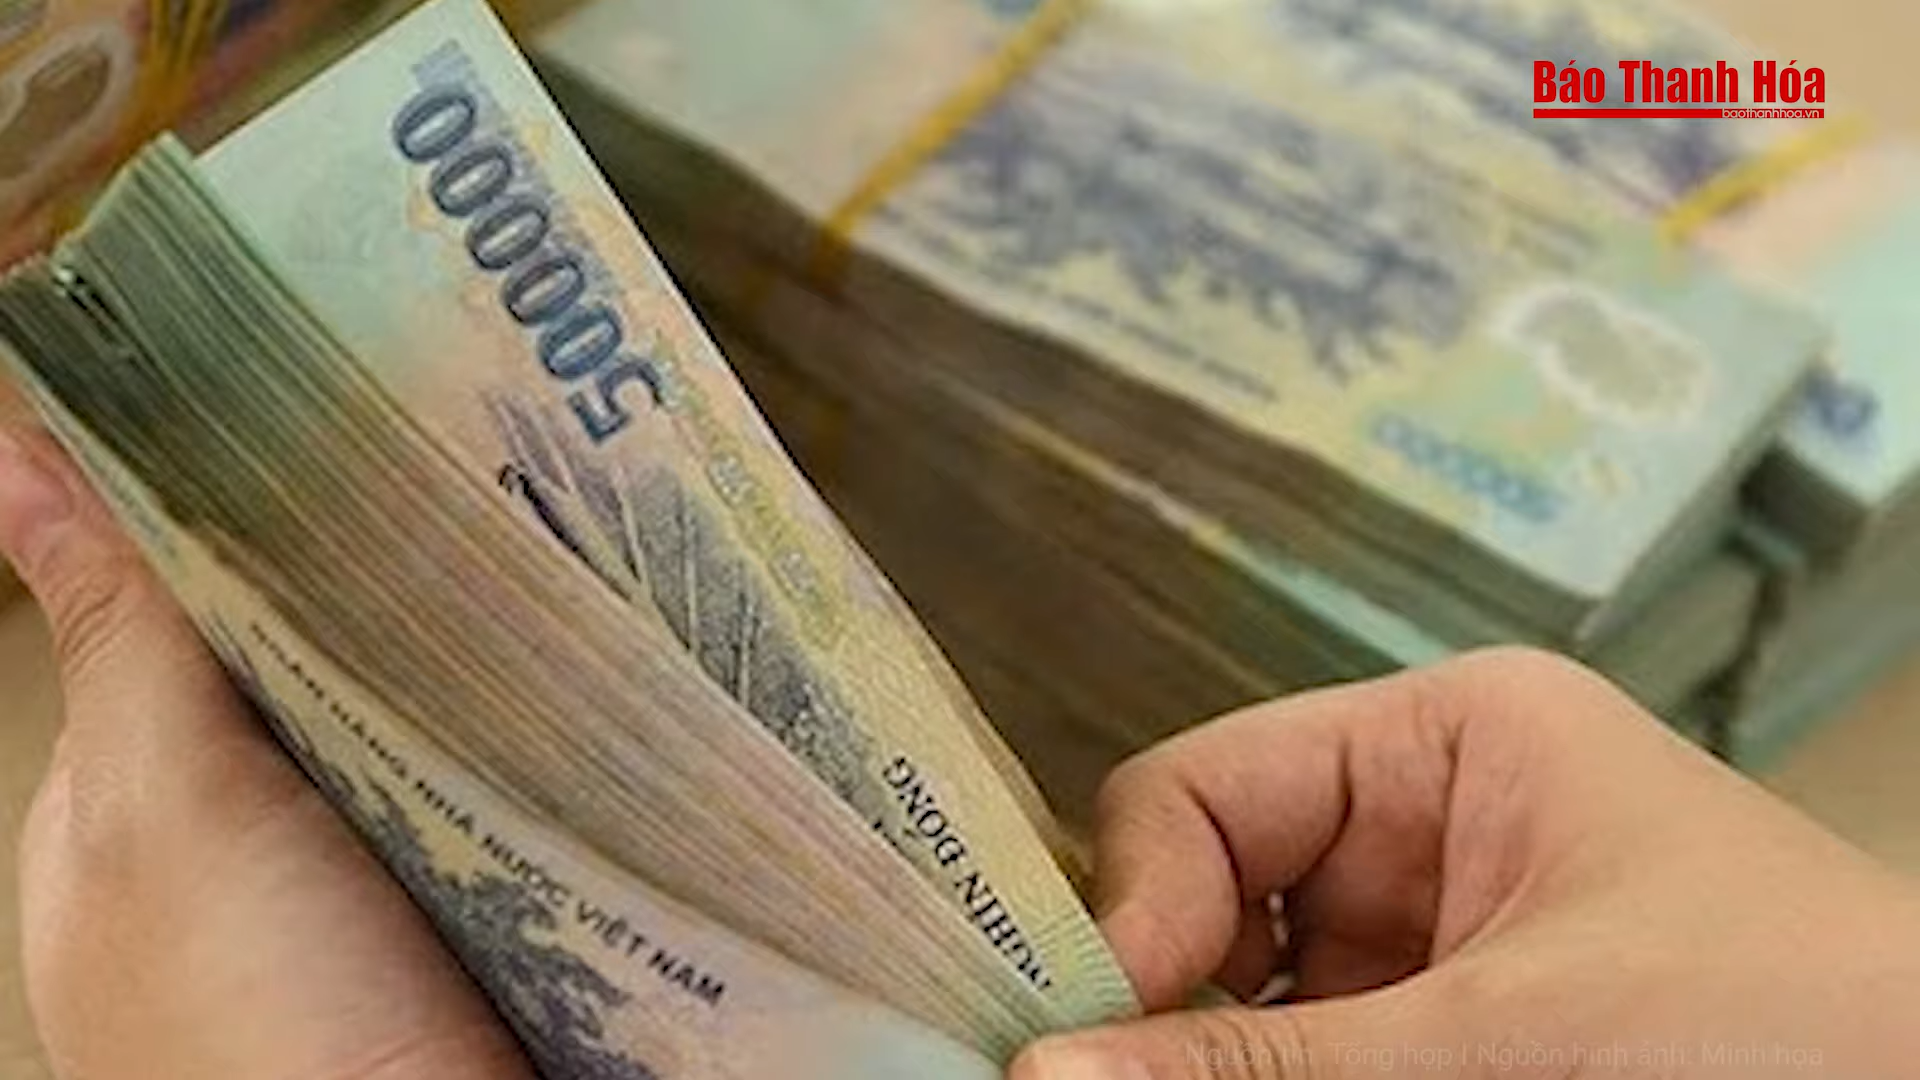 Báo Thanh Hóa
baothanhhoa.vn
500000
NGHÌN ĐỒNG
NGÂN HÀNG NHÀ NƯỚC VIỆT NAM
Nguồn tin: Tổng hợp I Nguồn hình ảnh: Minh họa